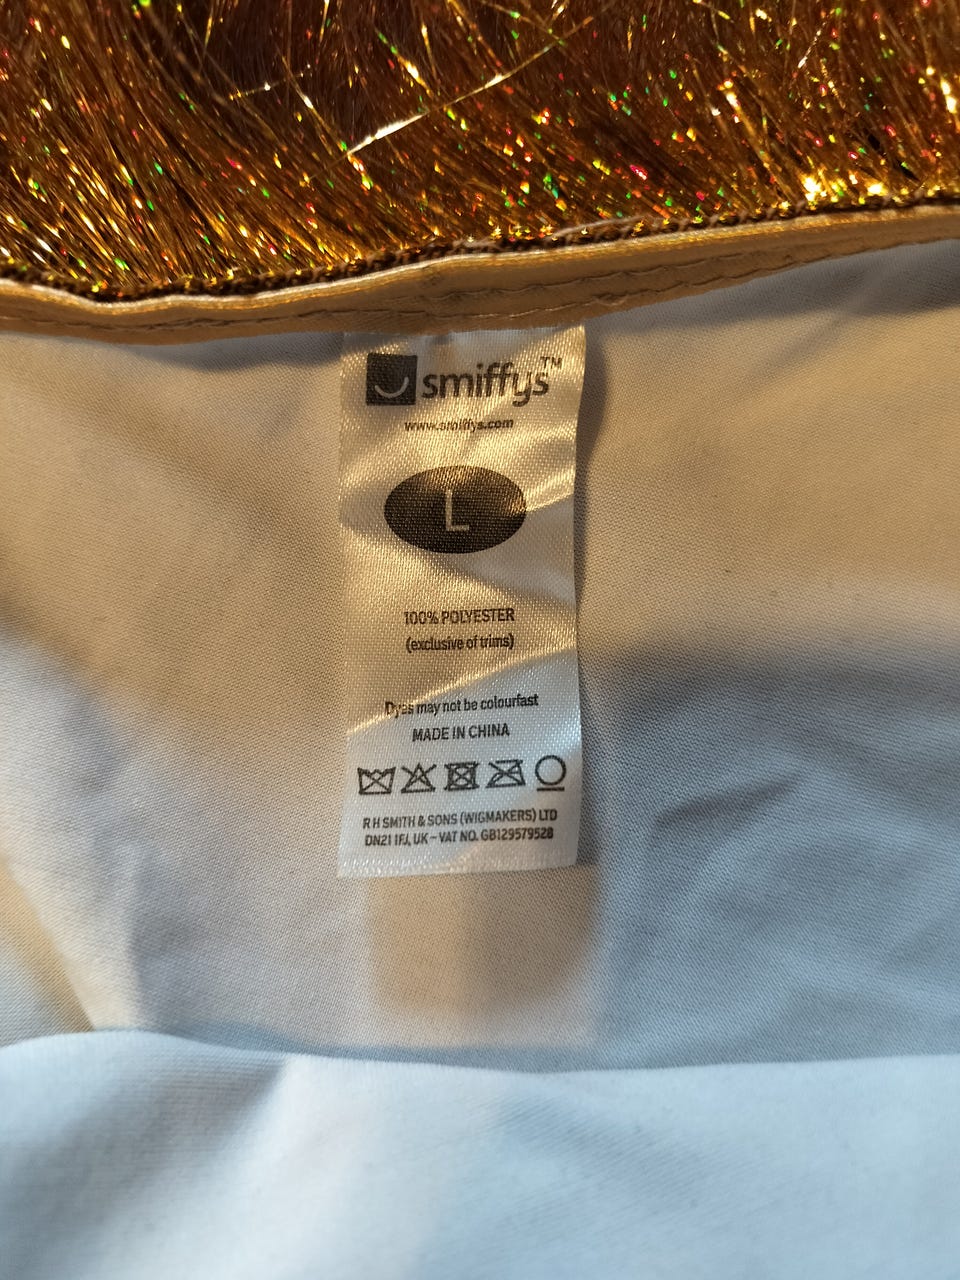 smiffys™
www.smiffys.com
L
100% POLYESTER
(exclusive of trims)
Dyes may not be colourfast
MADE IN CHINA
R H SMITH & SONS (WIGMAKERS) LTD
DN21 1FJ, UK – VAT NO. GB129579528